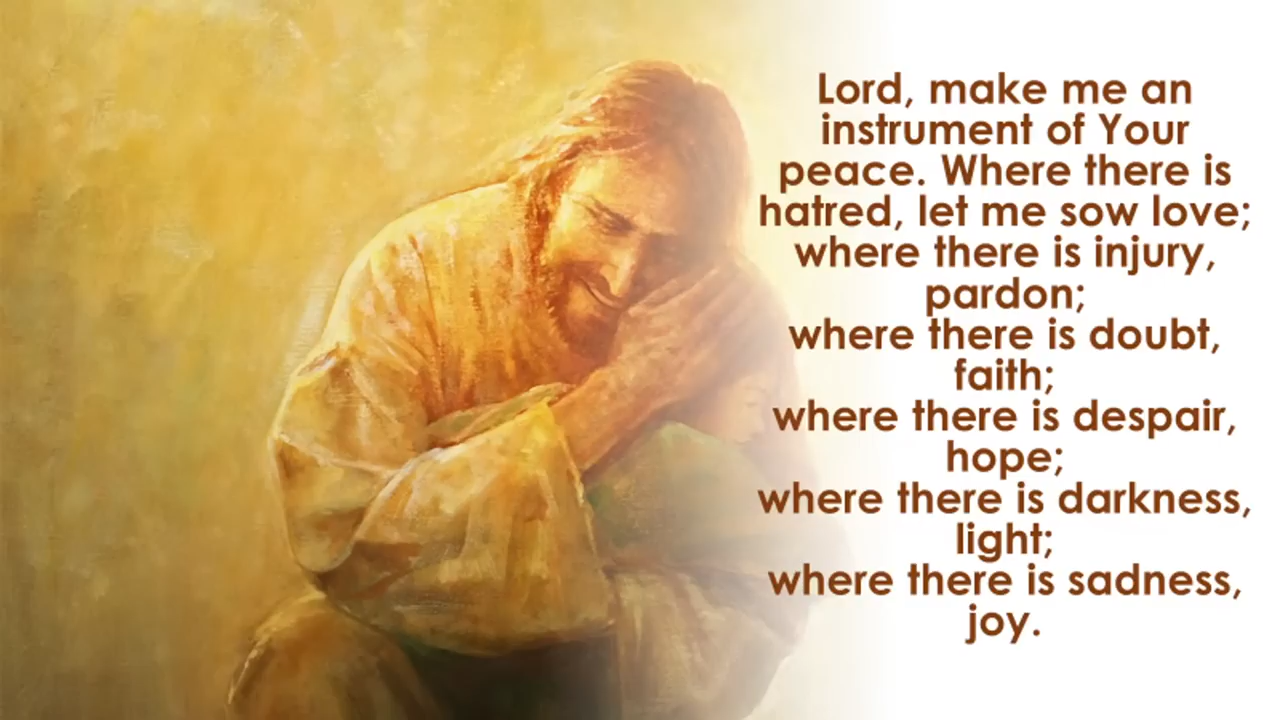 Lord, make me an
instrument of Your
peace. Where there is
hatred, let me sow love;
where there is injury,
pardon;
where there is doubt,
faith;
where there is despair,
hope;
where there is darkness,
light;
where there is sadness,
joy.